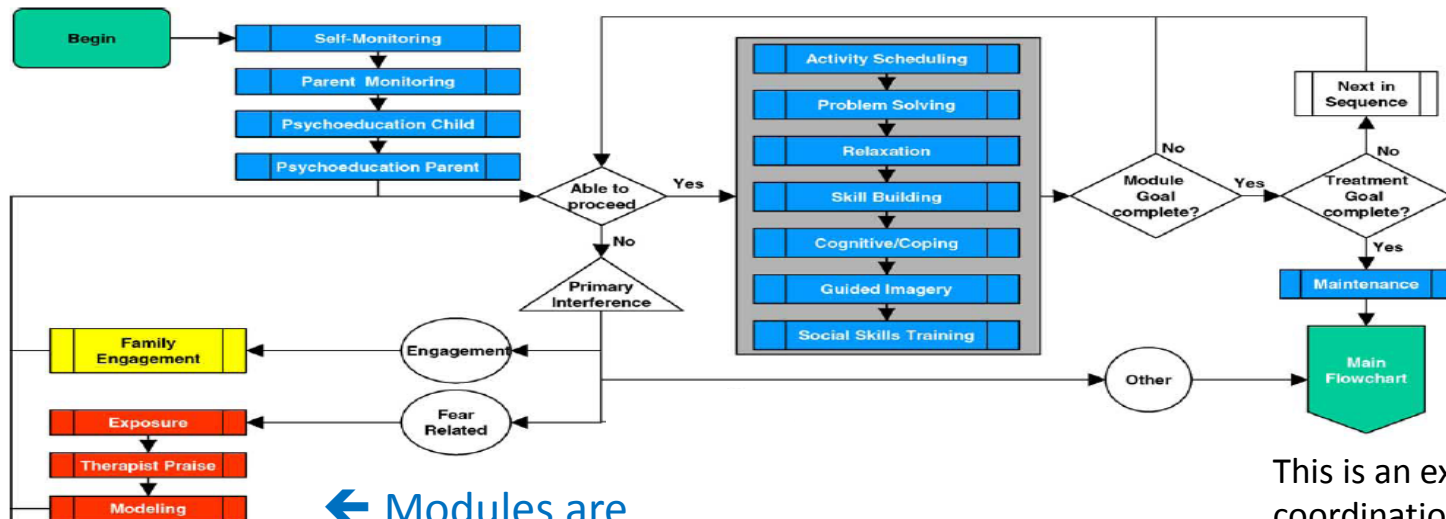 Begin
Self-Monitoring
Parent Monitoring
Psychoeducation Child
Psychoeducation Parent
Able to
proceed
Yes
No
Primary
Interference
Activity Scheduling
Problem Solving
Relaxation
Skill Building
Cognitive/Coping
Guided Imagery
Social Skills Training
No
Module
Goal
complete?
Yes
Next in
Sequence
No
Treatment
Goal
complete?
Yes
Maintenance
Family
Engagement
Engagement
Other
Main
Flowchart
Exposure
Fear
Related
Therapist Praise
Modeling
← Modules are
This is an ex
coordination